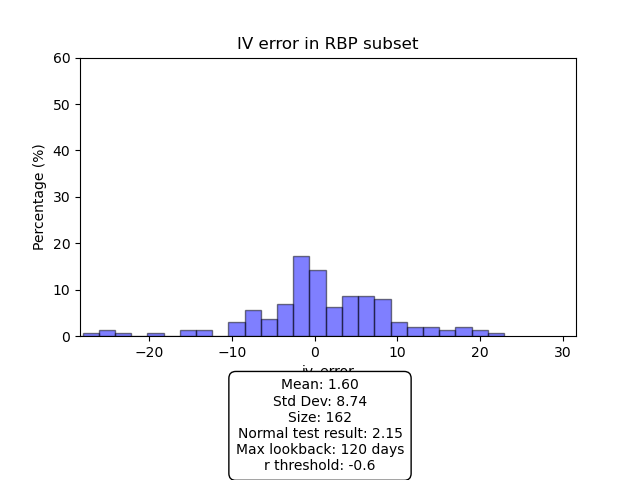 IV error in RBP subset
60
50
40
30
20
10
0
Percentage (%)
−20 −10 0 10 20 30
iv_error
Mean: 1.60
Std Dev: 8.74
Size: 162
Normal test result: 2.15
Max lookback: 120 days
r threshold: -0.6